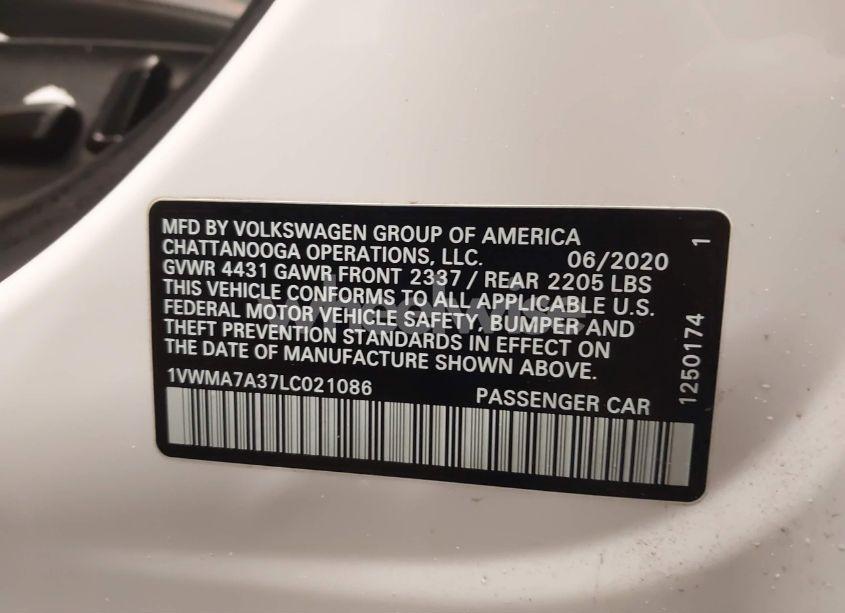 MFD BY VOLKSWAGEN GROUP OF AMERICA
CHATTANOOGA OPERATIONS, LLC. 06/2020
GVWR 4431 GAWR FRONT 2337 / REAR 2205 LBS
THIS VEHICLE CONFORMS TO ALL APPLICABLE U.S.
FEDERAL MOTOR VEHICLE SAFETY, BUMPER AND
THEFT PREVENTION STANDARDS IN EFFECT ON
THE DATE OF MANUFACTURE SHOWN ABOVE.
1VWMA7A37LC021086 PASSENGER CAR
1250174 1